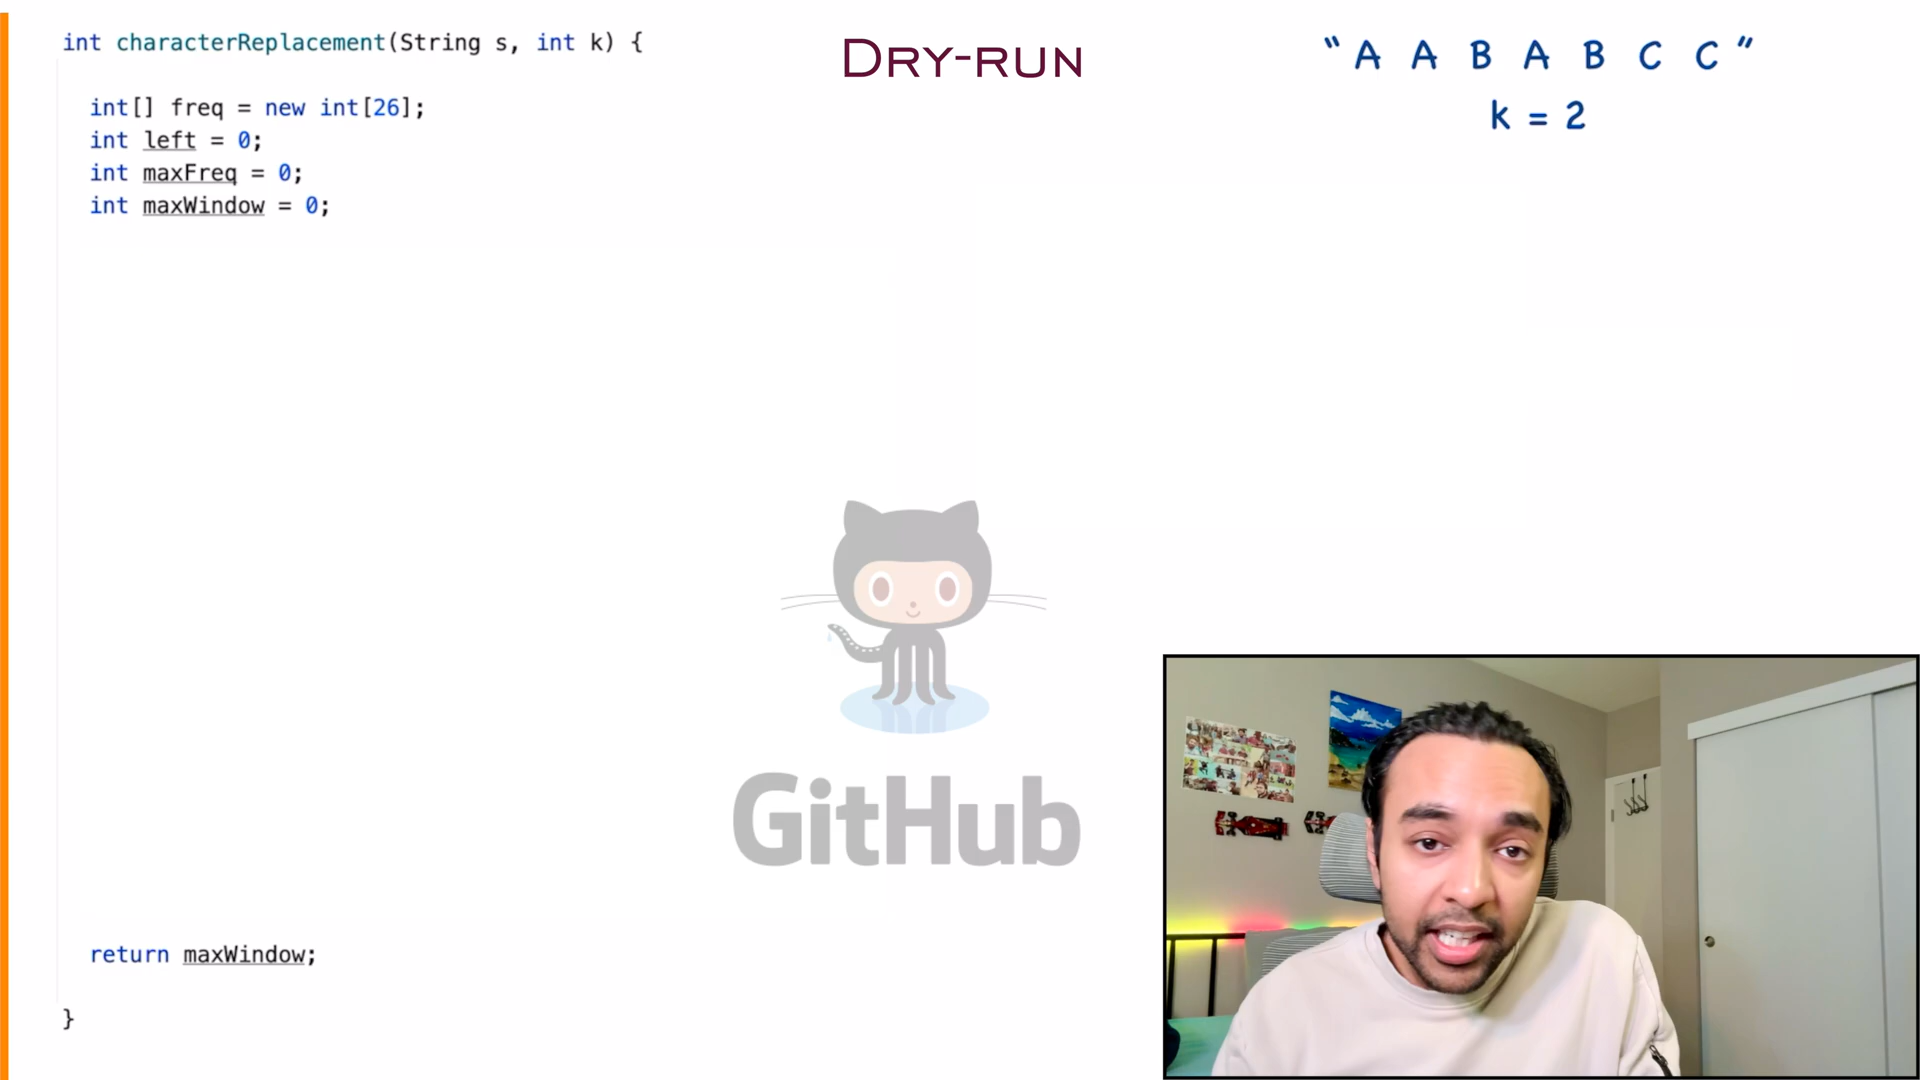 int characterReplacement(String s, int k) {
DRY-RUN
"A A B A B C C"
k = 2
int[] freq = new int[26];
int left = 0;
int maxFreq = 0;
int maxWindow = 0;
GitHub
return maxWindow;
}